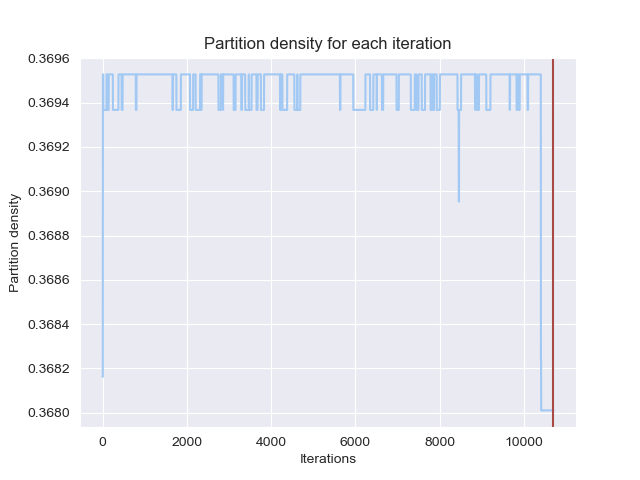 Partition density for each iteration
0.3696
0.3694
0.3692
0.3690
0.3688
0.3686
0.3684
0.3682
0.3680
Partition density
0 2000 4000 6000 8000 10000
Iterations